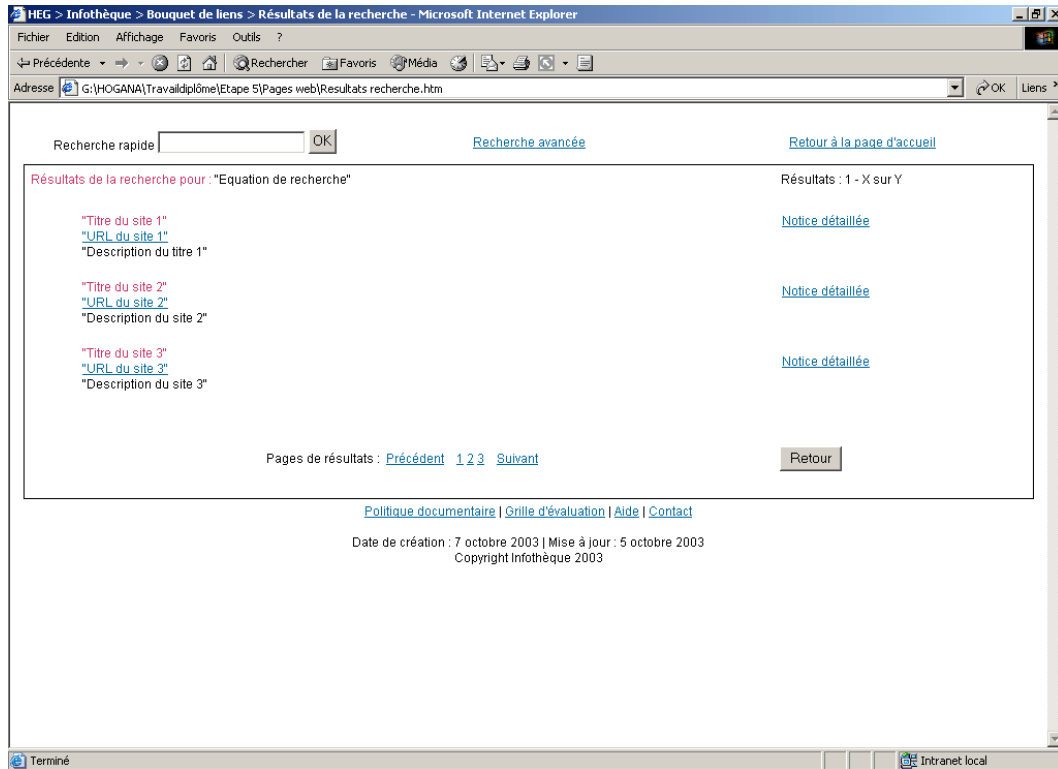 HEG > Infothèque > Bouquet de liens > Résultats de la recherche - Microsoft Internet Explorer
Fichier Edition Affichage Favoris Outils ?
Précédente Rechercher Favoris Média
Adresse G:\HOGANA\Travaildiplôme\Etape 5\Pages web\Resultats recherche.htm OK Liens
Recherche rapide OK Recherche avancée Retour à la page d'accueil
Résultats de la recherche pour : "Equation de recherche" Résultats : 1 - X sur Y
"Titre du site 1" Notice détaillée
"URL du site 1"
"Description du titre 1"
"Titre du site 2" Notice détaillée
"URL du site 2"
"Description du site 2"
"Titre du site 3" Notice détaillée
"URL du site 3"
"Description du site 3"
Pages de résultats : Précédent 1 2 3 Suivant Retour
Politique documentaire | Grille d'évaluation | Aide | Contact
Date de création : 7 octobre 2003 | Mise à jour : 5 octobre 2003
Copyright Infothèque 2003
Terminé Intranet local